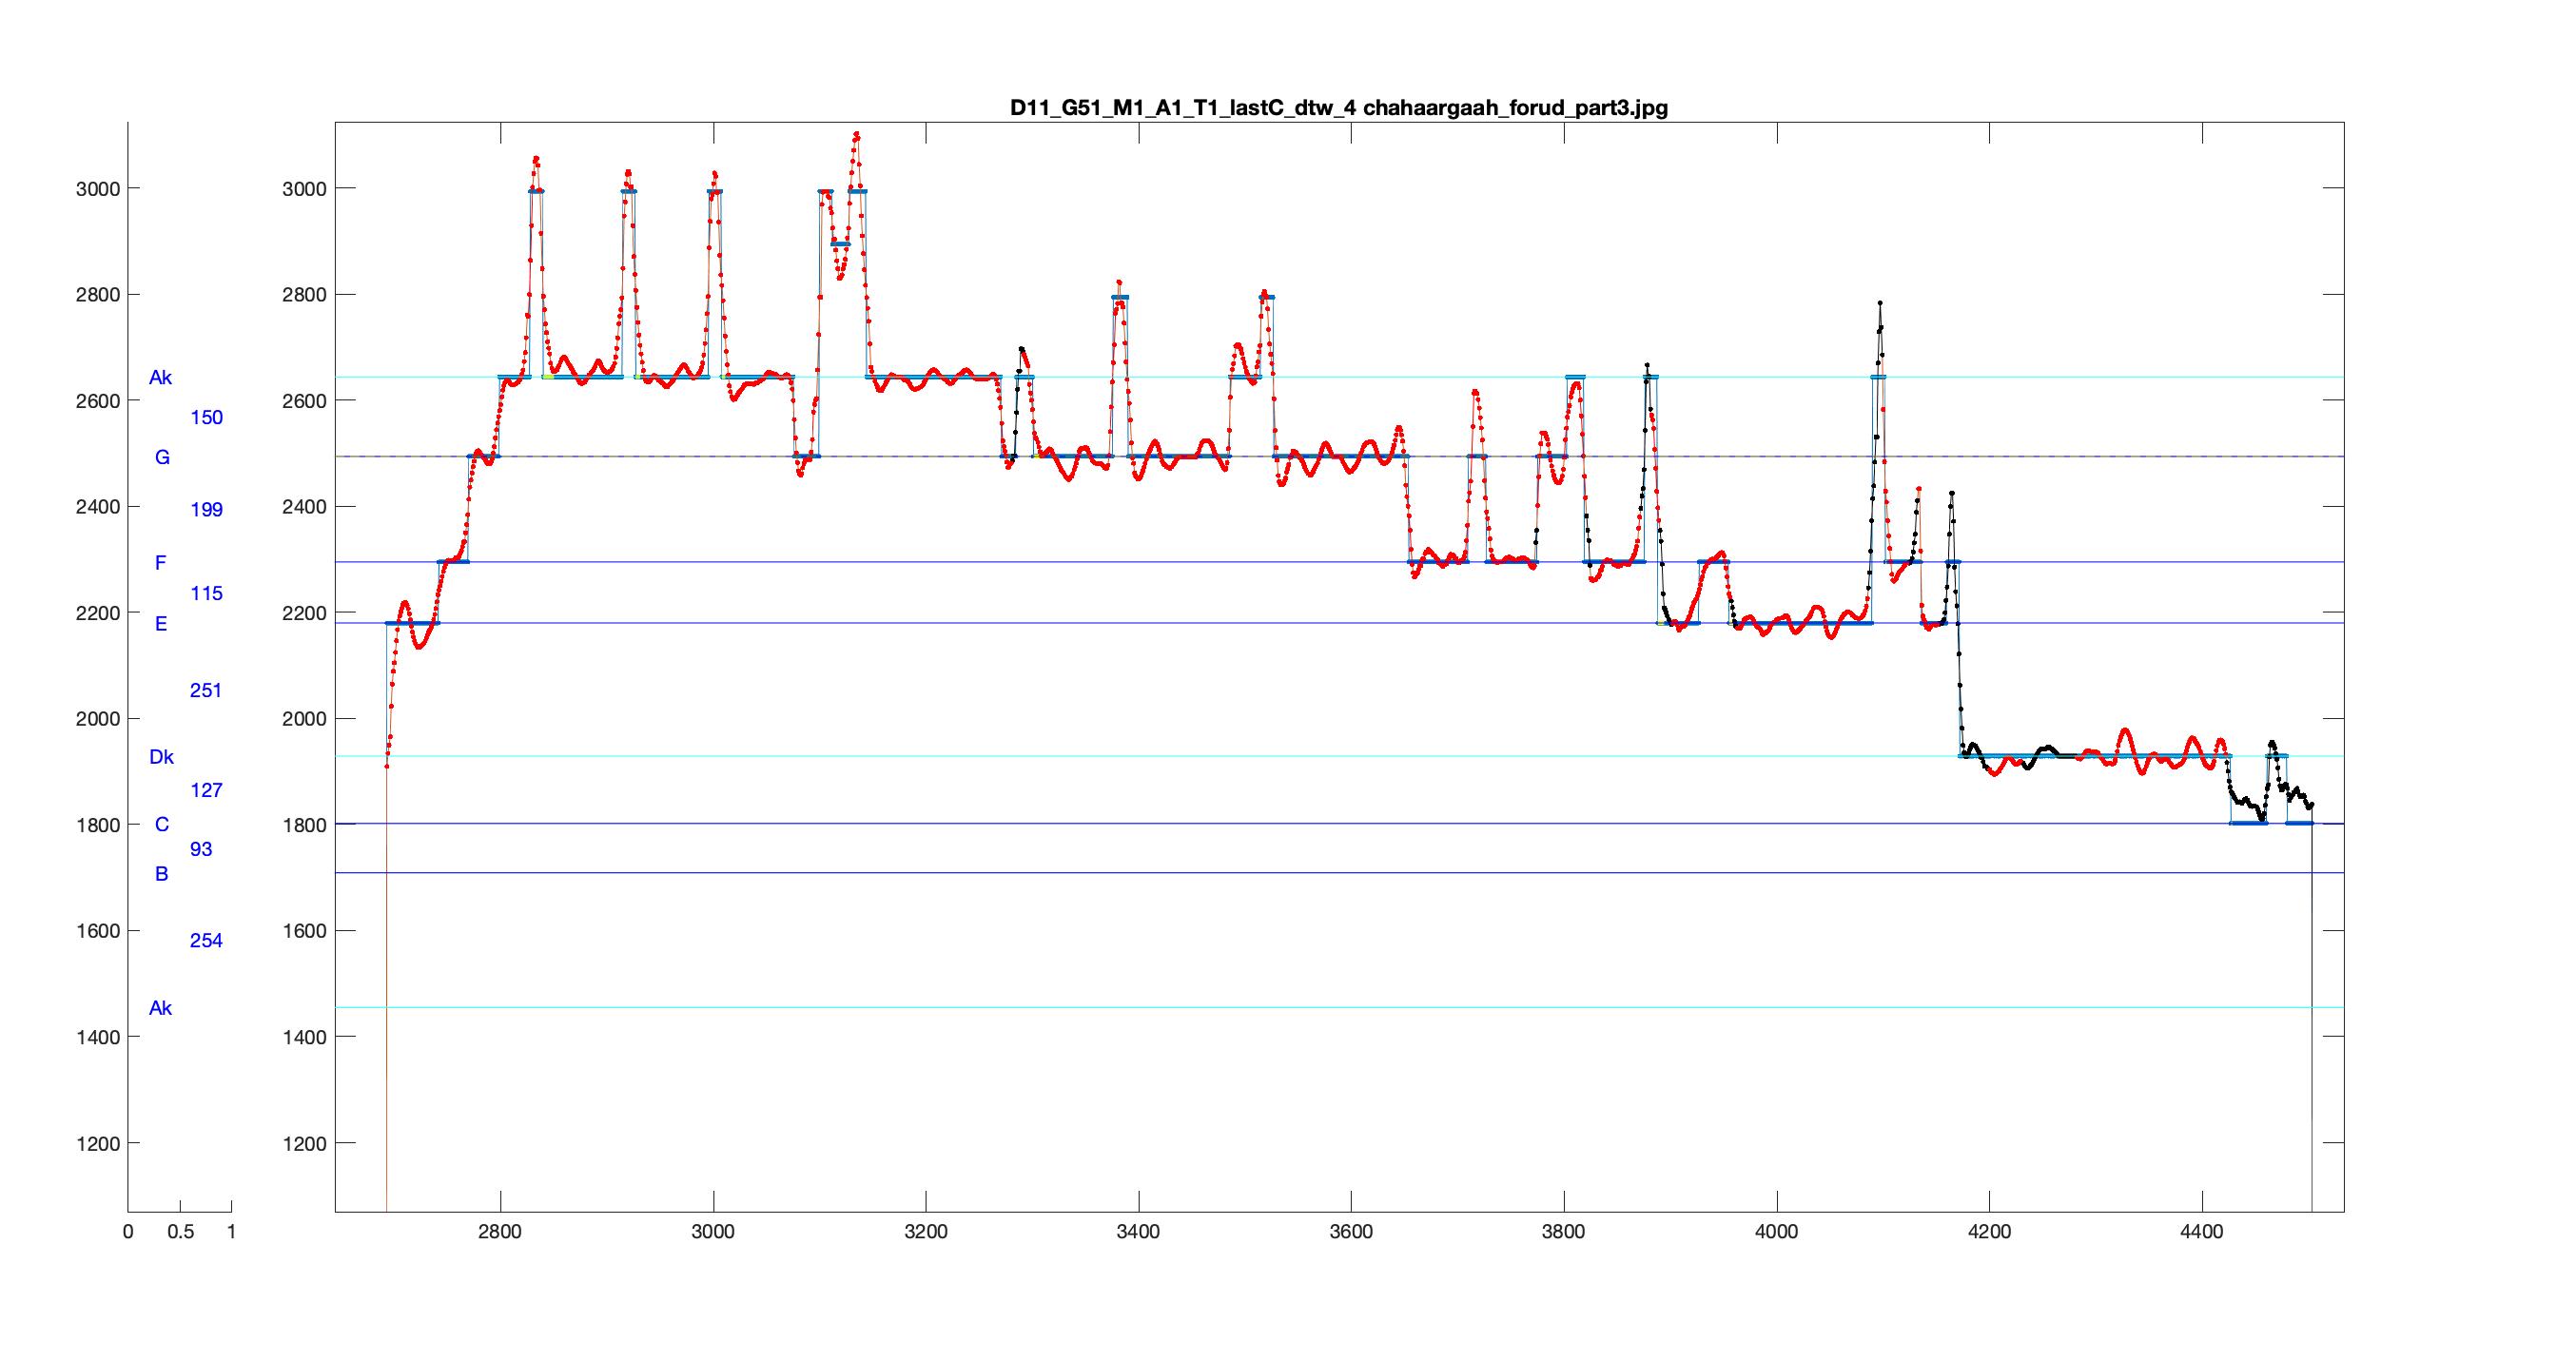 D11_G51_M1_A1_T1_lastC_dtw_4 chahaargaah_forud_part3.jpg
3000 3000
2800 2800
Ak
2600 2600
150
G
199
2400 2400
F
115
2200 2200
E
251
2000 2000
Dk
127
1800 C 1800
93
B
1600 1600
254
Ak
1400 1400
1200 1200
0 0.5 1 2800 3000 3200 3400 3600 3800 4000 4200 4400